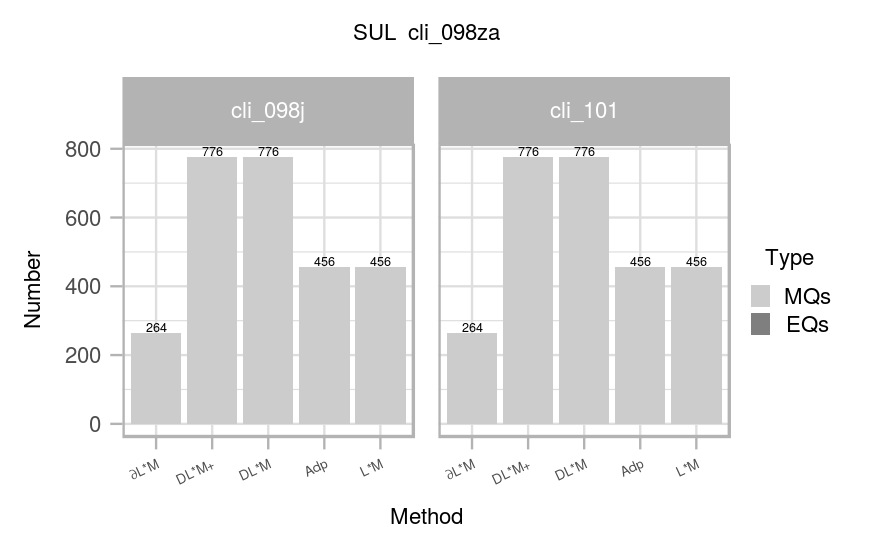 SUL cli_098za
cli_098j
cli_101
Number
800
600
400
200
0
264
776
776
456
456
264
776
776
456
456
∂L*M
DL*M+
DL*M
Adp
L*M
∂L*M
DL*M+
DL*M
Adp
L*M
Method
Type
MQs
EQs